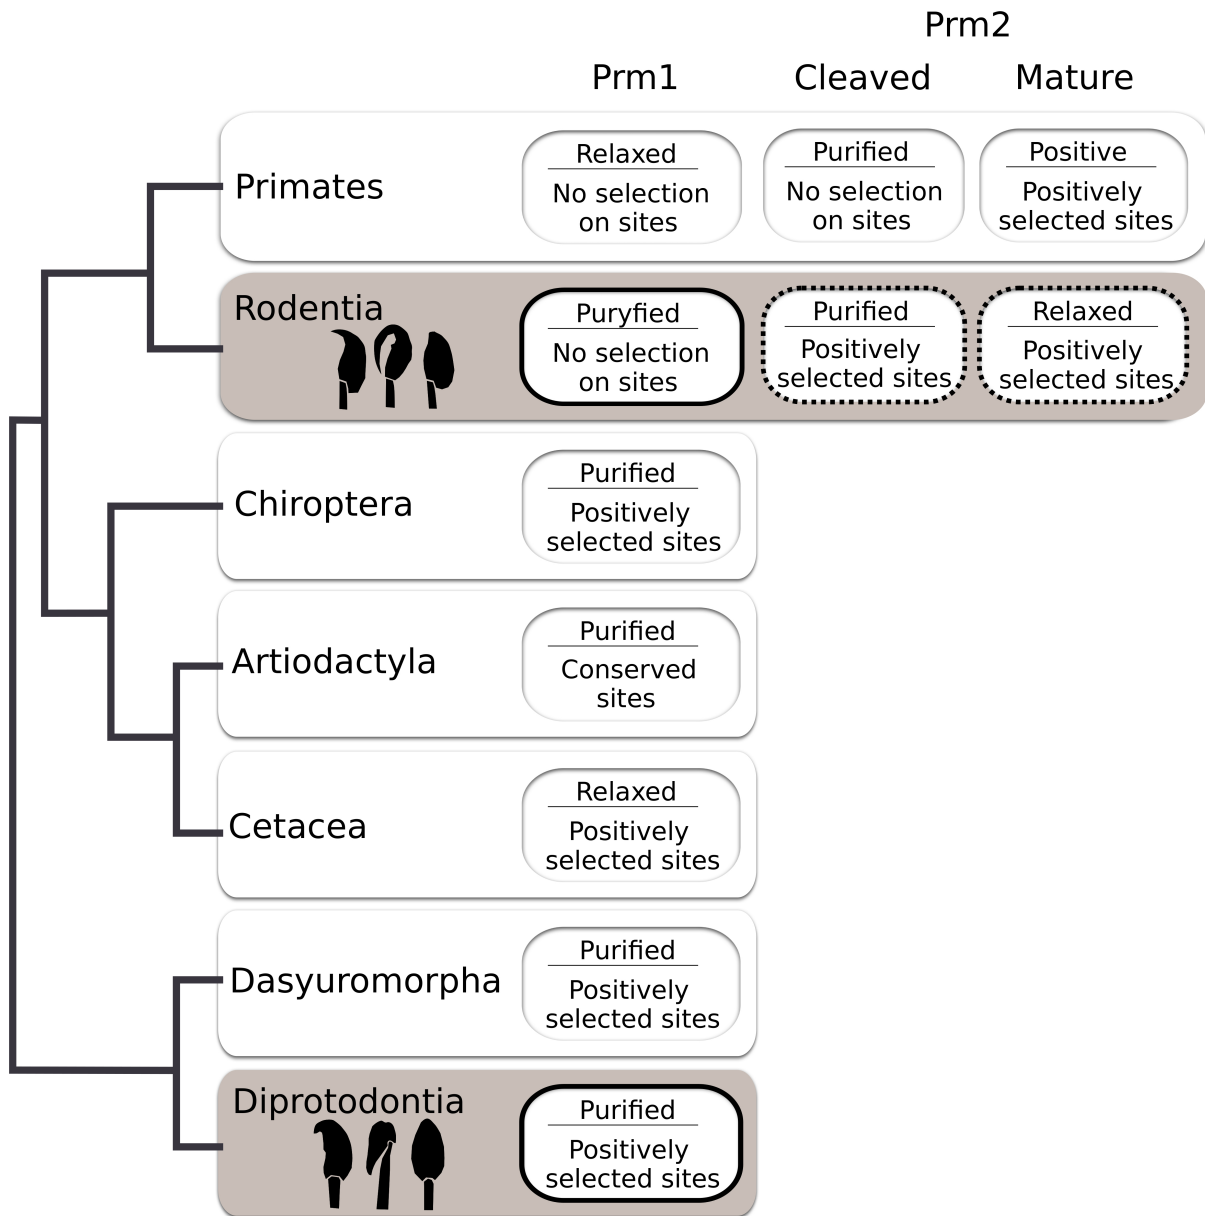 Prm2
Prm1
Cleaved
Mature
Primates
Relaxed
No selection
on sites
Purified
No selection
on sites
Positive
Positively
selected sites
Rodentia
Puryfied
No selection
on sites
Purified
Positively
selected sites
Relaxed
Positively
selected sites
Chiroptera
Purified
Positively
selected sites
Artiodactyla
Purified
Conserved
sites
Cetacea
Relaxed
Positively
selected sites
Dasyuromorpha
Purified
Positively
selected sites
Diprotodontia
Purified
Positively
selected sites